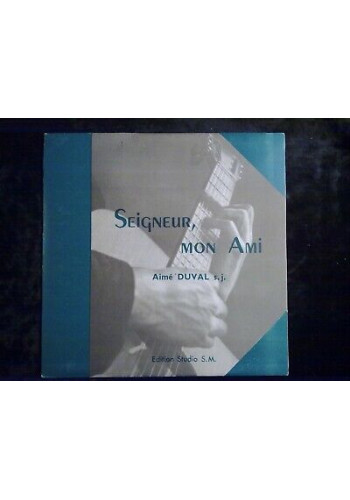 SEIGNEUR,
MON AMI
Aimé DUVAL s.j.
Edition Studio S.M.